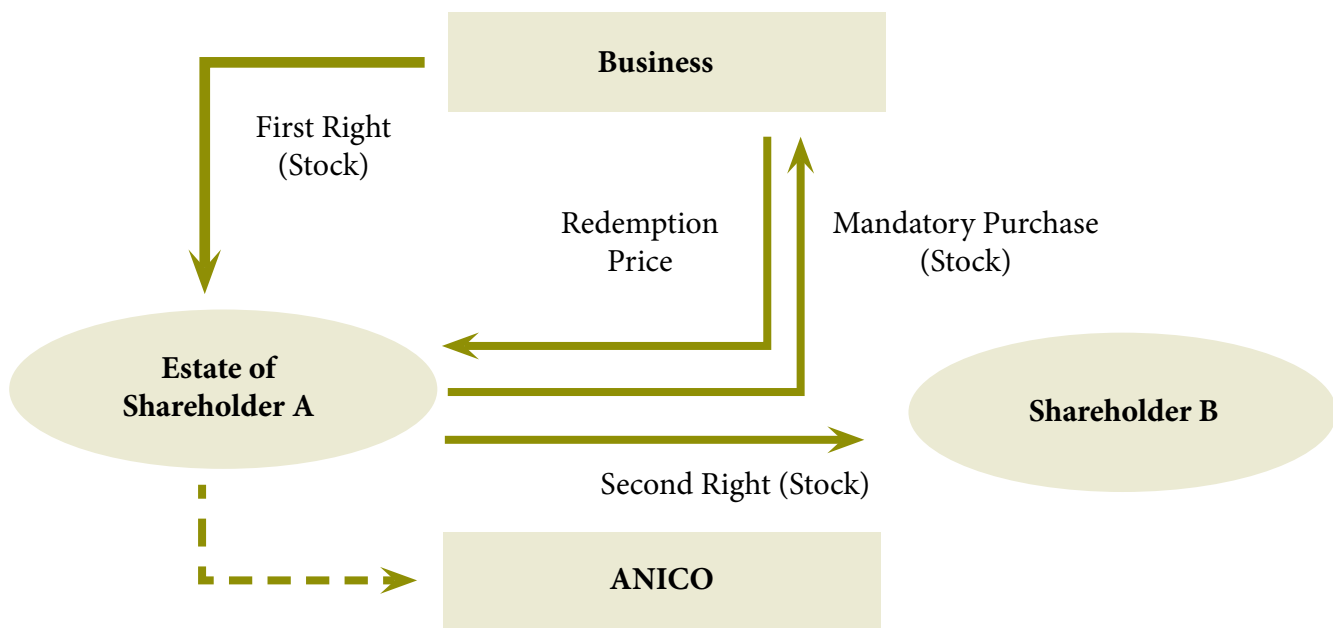 Business
First Right
(Stock)
Redemption
Price
Mandatory Purchase
(Stock)
Estate of
Shareholder A
Shareholder B
Second Right (Stock)
ANICO